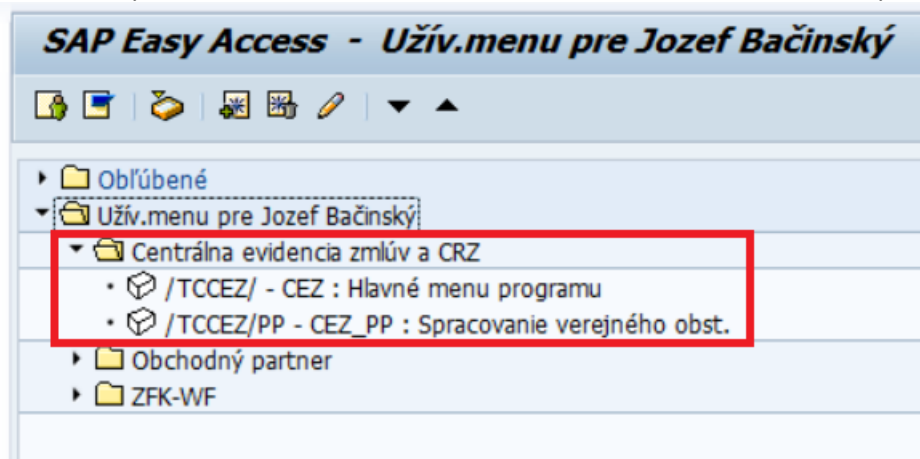 SAP Easy Access - Užív.menu pre Jozef Bačinský
Obľúbené
Užív.menu pre Jozef Bačinský
Centrálna evidencia zmlúv a CRZ
/TCCEZ/ - CEZ : Hlavné menu programu
/TCCEZ/PP - CEZ_PP : Spracovanie verejného obst.
Obchodný partner
ZFK-WF